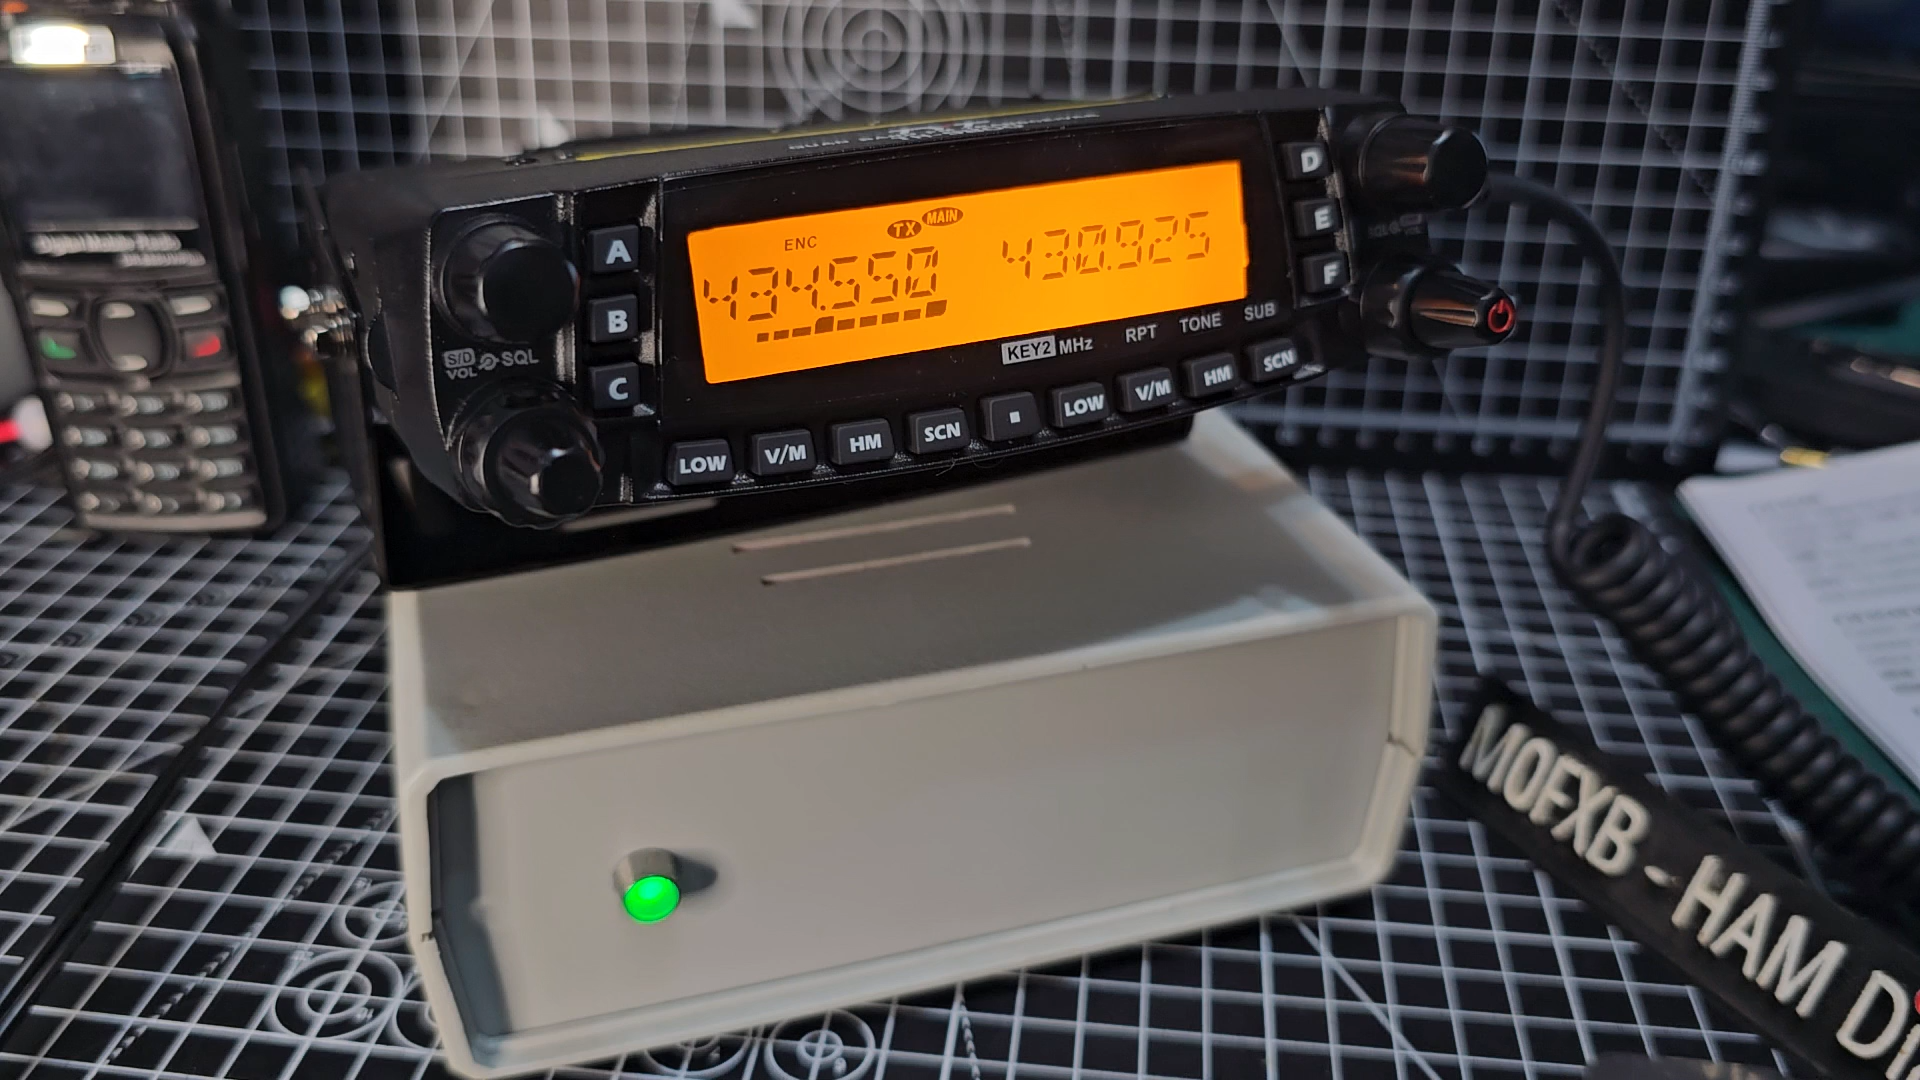 Digital Mobile Radio
ENC
TX MAIN
434.550
430.925
A
B
C
D
E
F
S/D
VOL SQL
KEY2 MHz RPT TONE SUB
LOW V/M HM SCN ■ LOW V/M HM SCN
M0FXB - HAM Di